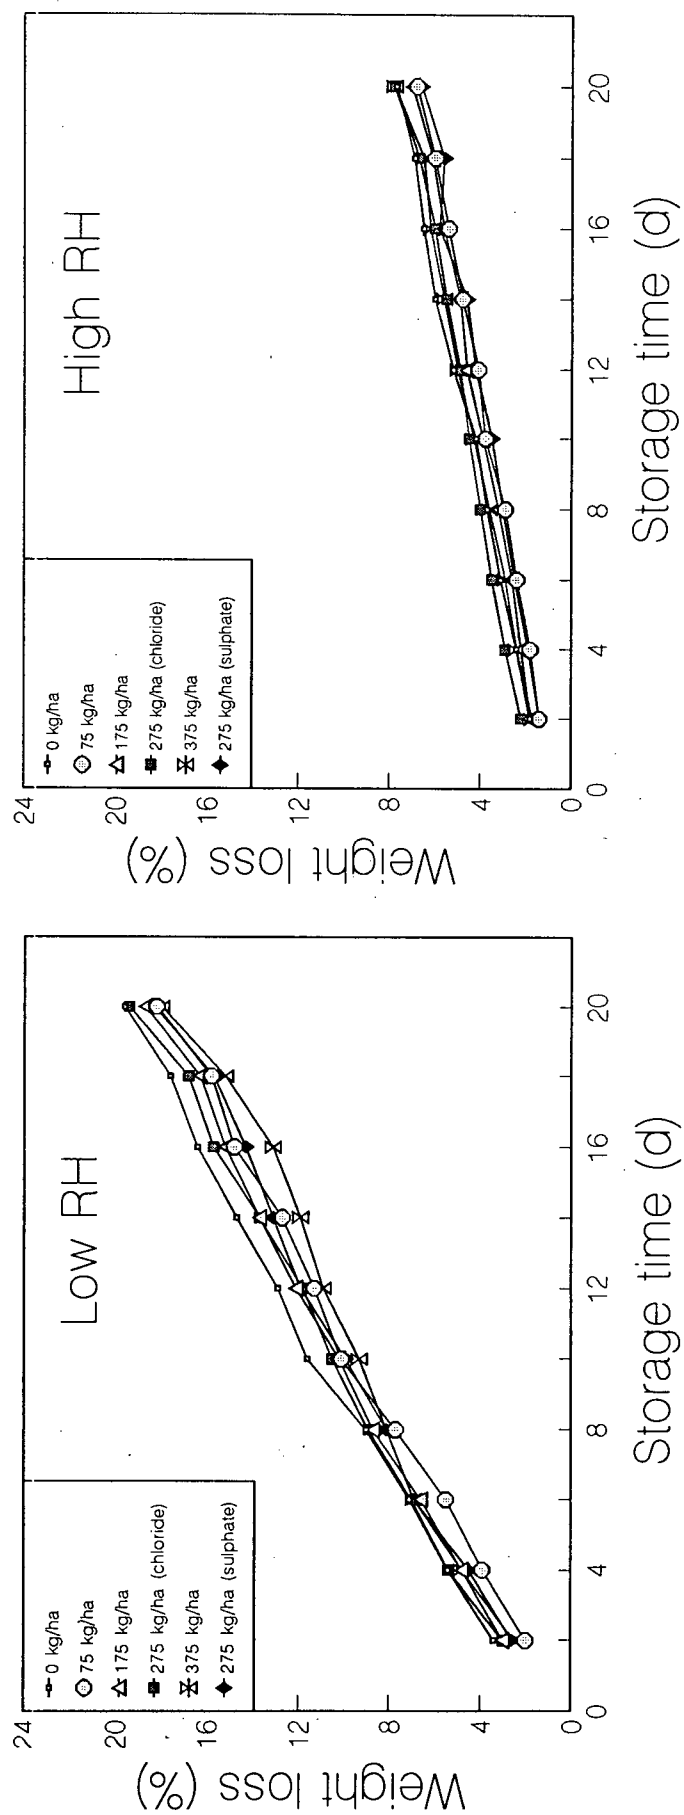 Low RH
0 kg/ha
75 kg/ha
175 kg/ha
275 kg/ha (chloride)
375 kg/ha
275 kg/ha (sulphate)
24
20
16
12
8
4
0
Weight loss (%)
0 4 8 12 16 20
Storage time (d)
High RH
0 kg/ha
75 kg/ha
175 kg/ha
275 kg/ha (chloride)
375 kg/ha
275 kg/ha (sulphate)
24
20
16
12
8
4
0
Weight loss (%)
0 4 8 12 16 20
Storage time (d)